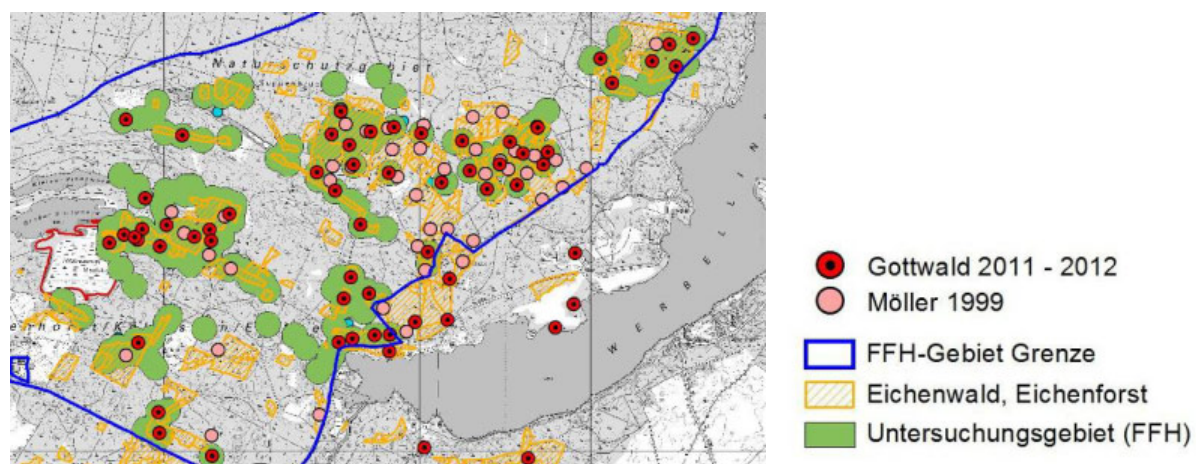 Naturschutzgebiet
WERBELLIN
Gottwald 2011 - 2012
Möller 1999
FFH-Gebiet Grenze
Eichenwald, Eichenforst
Untersuchungsgebiet (FFH)